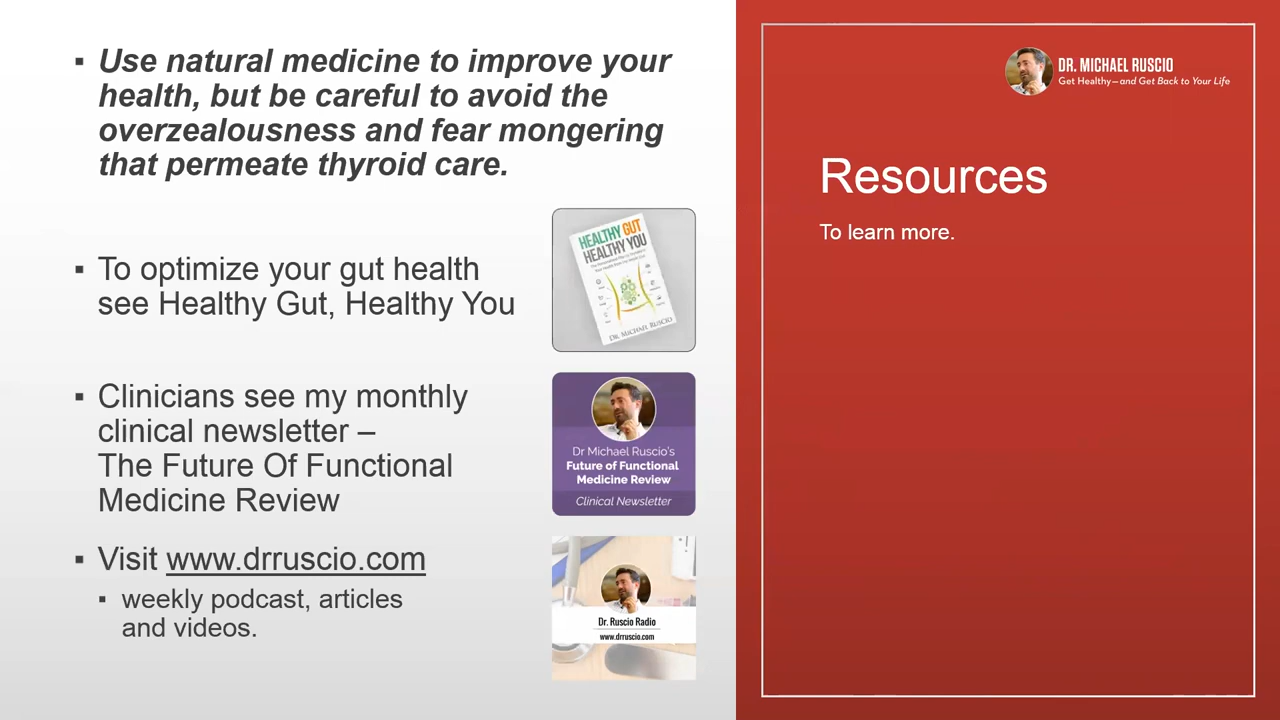 Use natural medicine to improve your
health, but be careful to avoid the
overzealousness and fear mongering
that permeate thyroid care.
To optimize your gut health
see Healthy Gut, Healthy You
HEALTHY GUT
HEALTHY YOU
DR. MICHAEL RUSCIO
Clinicians see my monthly
clinical newsletter –
The Future Of Functional
Medicine Review
Dr Michael Ruscio's
Future of Functional
Medicine Review
Clinical Newsletter
Visit www.drruscio.com
weekly podcast, articles
and videos.
Dr. Ruscio Radio
www.drruscio.com
DR. MICHAEL RUSCIO
Get Healthy—and Get Back to Your Life
Resources
To learn more.